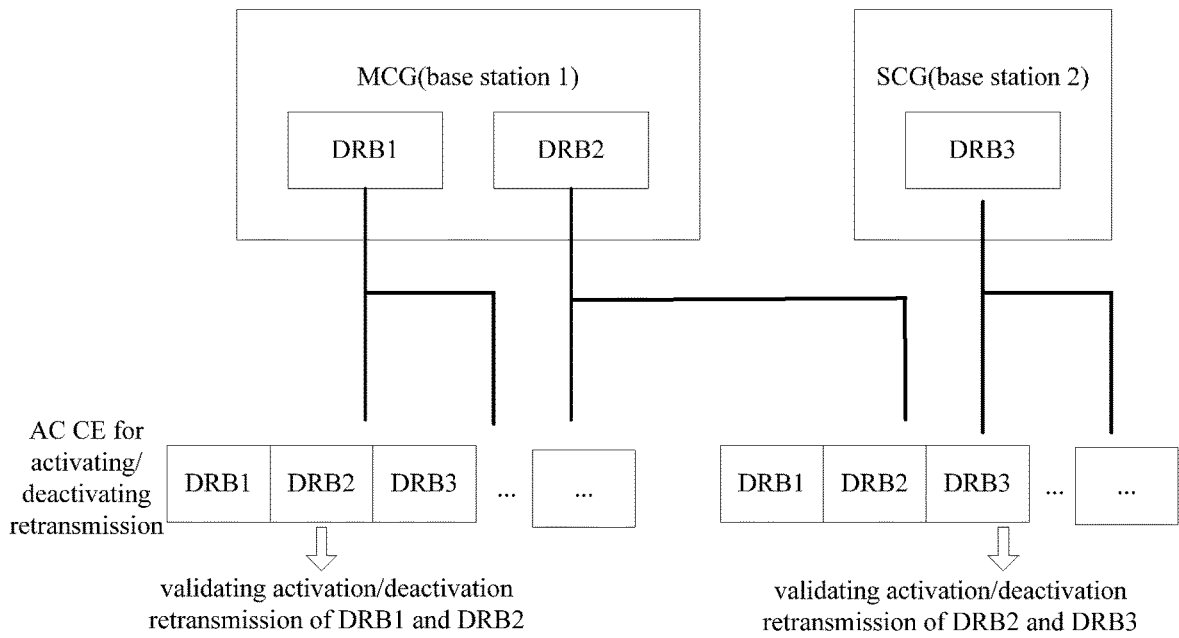 MCG(base station 1)
SCG(base station 2)
DRB1
DRB2
DRB3
AC CE for
activating/
deactivating
retransmission
DRB1
DRB2
DRB3
...
...
DRB1
DRB2
DRB3
...
...
validating activation/deactivation
retransmission of DRB1 and DRB2
validating activation/deactivation
retransmission of DRB2 and DRB3